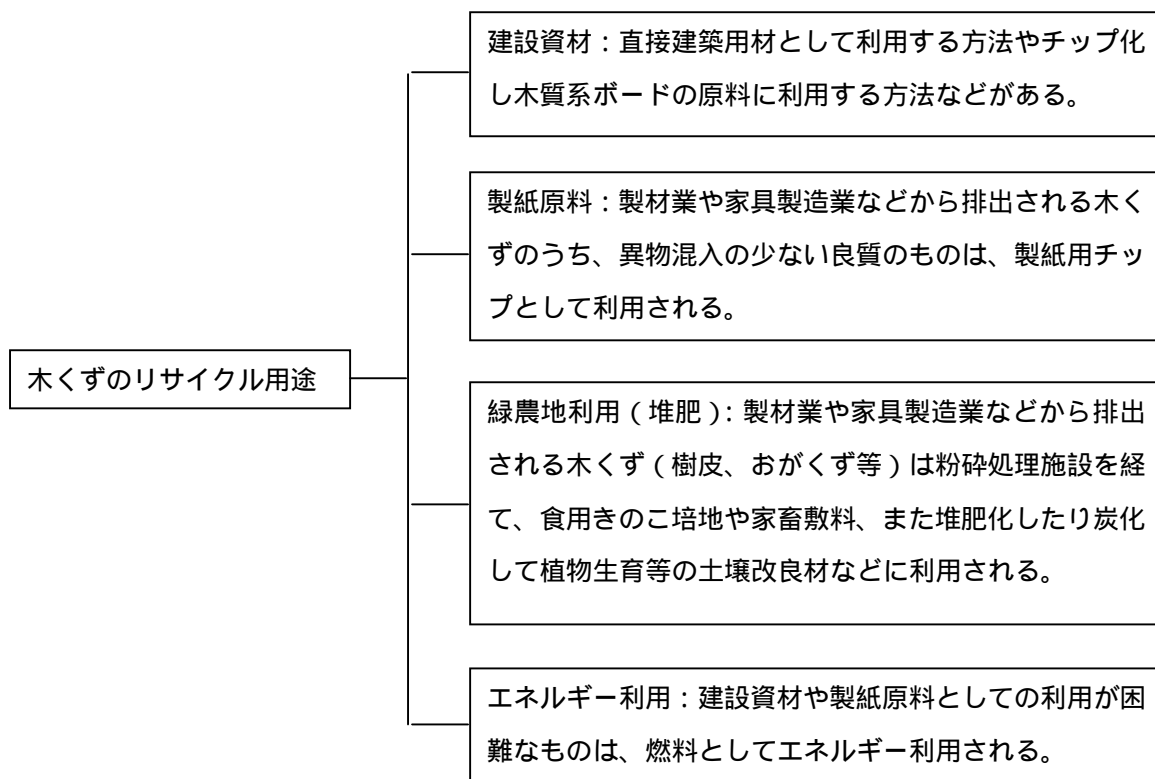 建設資材：直接建築用材として利用する方法やチップ化
し木質系ボードの原料に利用する方法などがある。
製紙原料：製材業や家具製造業などから排出される木く
ずのうち、異物混入の少ない良質のものは、製紙用チッ
プとして利用される。
木くずのリサイクル用途
緑農地利用（堆肥）：製材業や家具製造業などから排出
される木くず（樹皮、おがくず等）は粉砕処理施設を経
て、食用きのこ培地や家畜敷料、また堆肥化したり炭化
して植物生育等の土壌改良材などに利用される。
エネルギー利用：建設資材や製紙原料としての利用が困
難なものは、燃料としてエネルギー利用される。